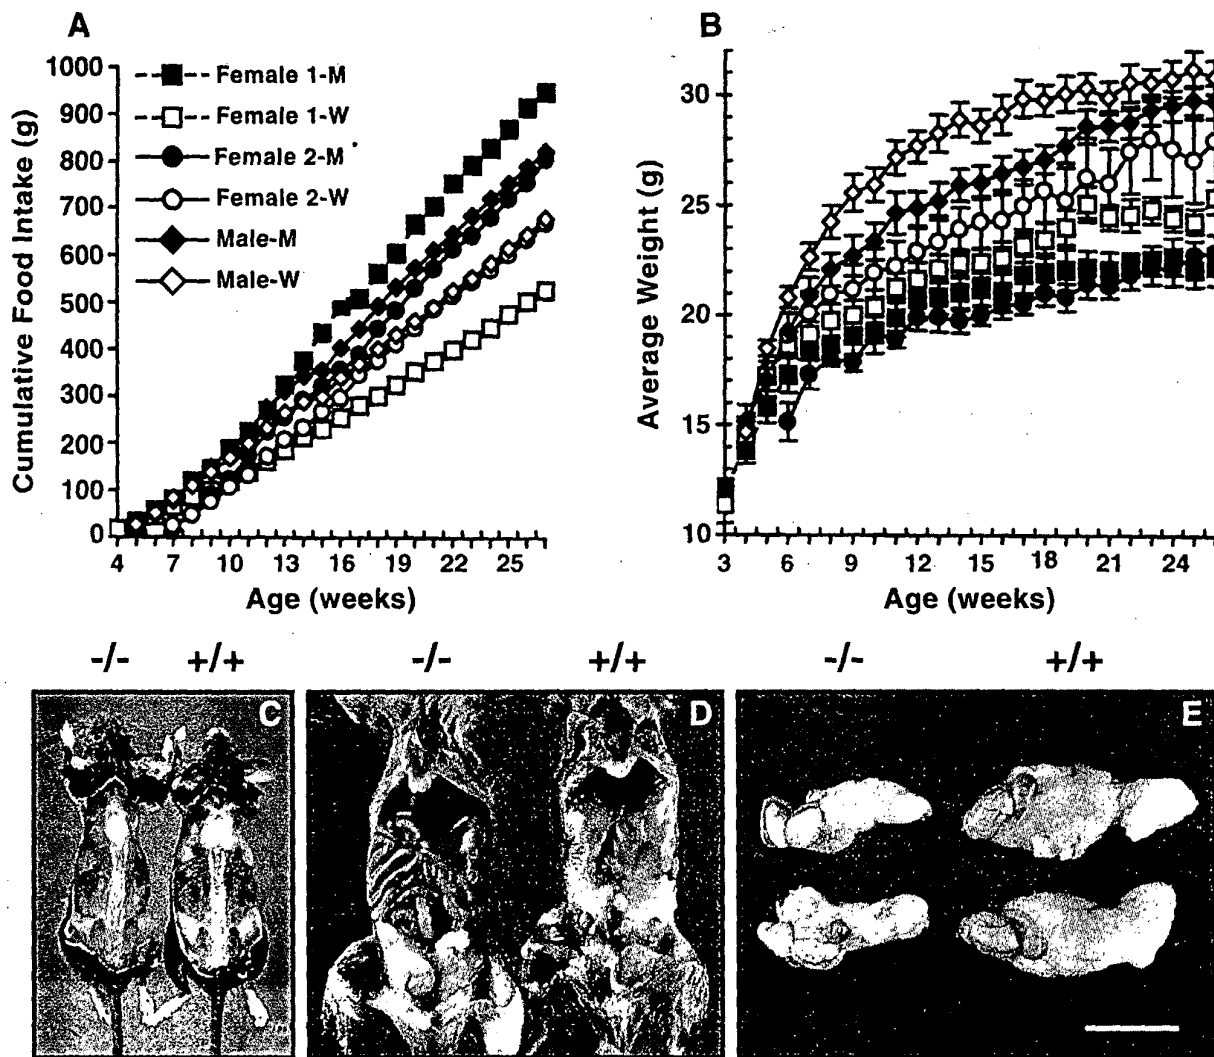 A
Cumulative Food Intake (g)
1000
900
800
700
600
500
400
300
200
100
0
Female 1-M
Female 1-W
Female 2-M
Female 2-W
Male-M
Male-W
4 7 10 13 16 19 22 25
Age (weeks)
B
Average Weight (g)
30
25
20
15
10
3 6 9 12 15 18 21 24
Age (weeks)
-/- +/+
-/- +/+
-/- +/+
C
D
E